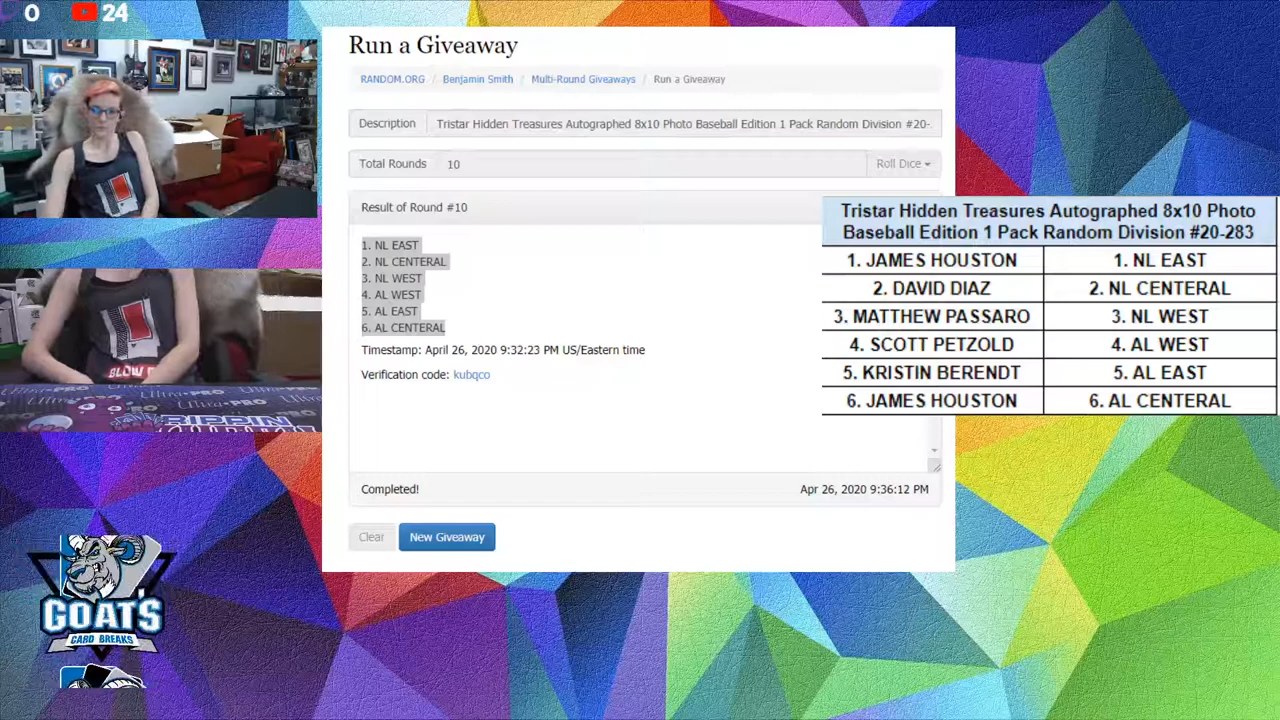 0 24
Run a Giveaway
RANDOM.ORG Benjamin Smith Multi-Round Giveaways Run a Giveaway
Description Tristar Hidden Treasures Autographed 8x10 Photo Baseball Edition 1 Pack Random Division #20-
Total Rounds 10 Roll Dice
Result of Round #10
1. NL EAST
2. NL CENTERAL
3. NL WEST
4. AL WEST
5. AL EAST
6. AL CENTERAL
Timestamp: April 26, 2020 9:32:23 PM US/Eastern time
Verification code: kubqco
Completed! Apr 26, 2020 9:36:12 PM
Clear New Giveaway
Tristar Hidden Treasures Autographed 8x10 Photo
Baseball Edition 1 Pack Random Division #20-283
1. JAMES HOUSTON 1. NL EAST
2. DAVID DIAZ 2. NL CENTERAL
3. MATTHEW PASSARO 3. NL WEST
4. SCOTT PETZOLD 4. AL WEST
5. KRISTIN BERENDT 5. AL EAST
6. JAMES HOUSTON 6. AL CENTERAL
BLOW
Ultra PRO
RIPPIN
GOAT'S
CARD BREAKS